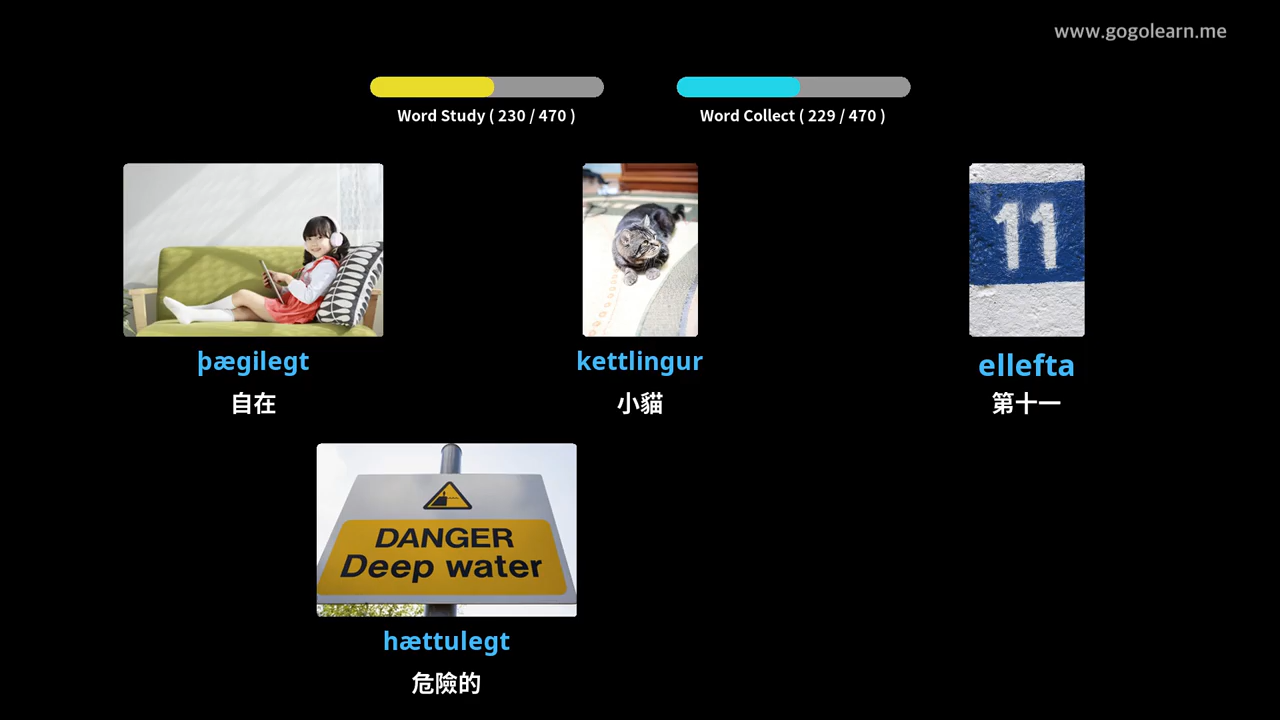 www.gogolearn.me
Word Study ( 230 / 470 )
Word Collect ( 229 / 470 )
11
þægilegt
kettlingur
ellefta
自在
小貓
第十一
DANGER
Deep water
hættulegt
危險的